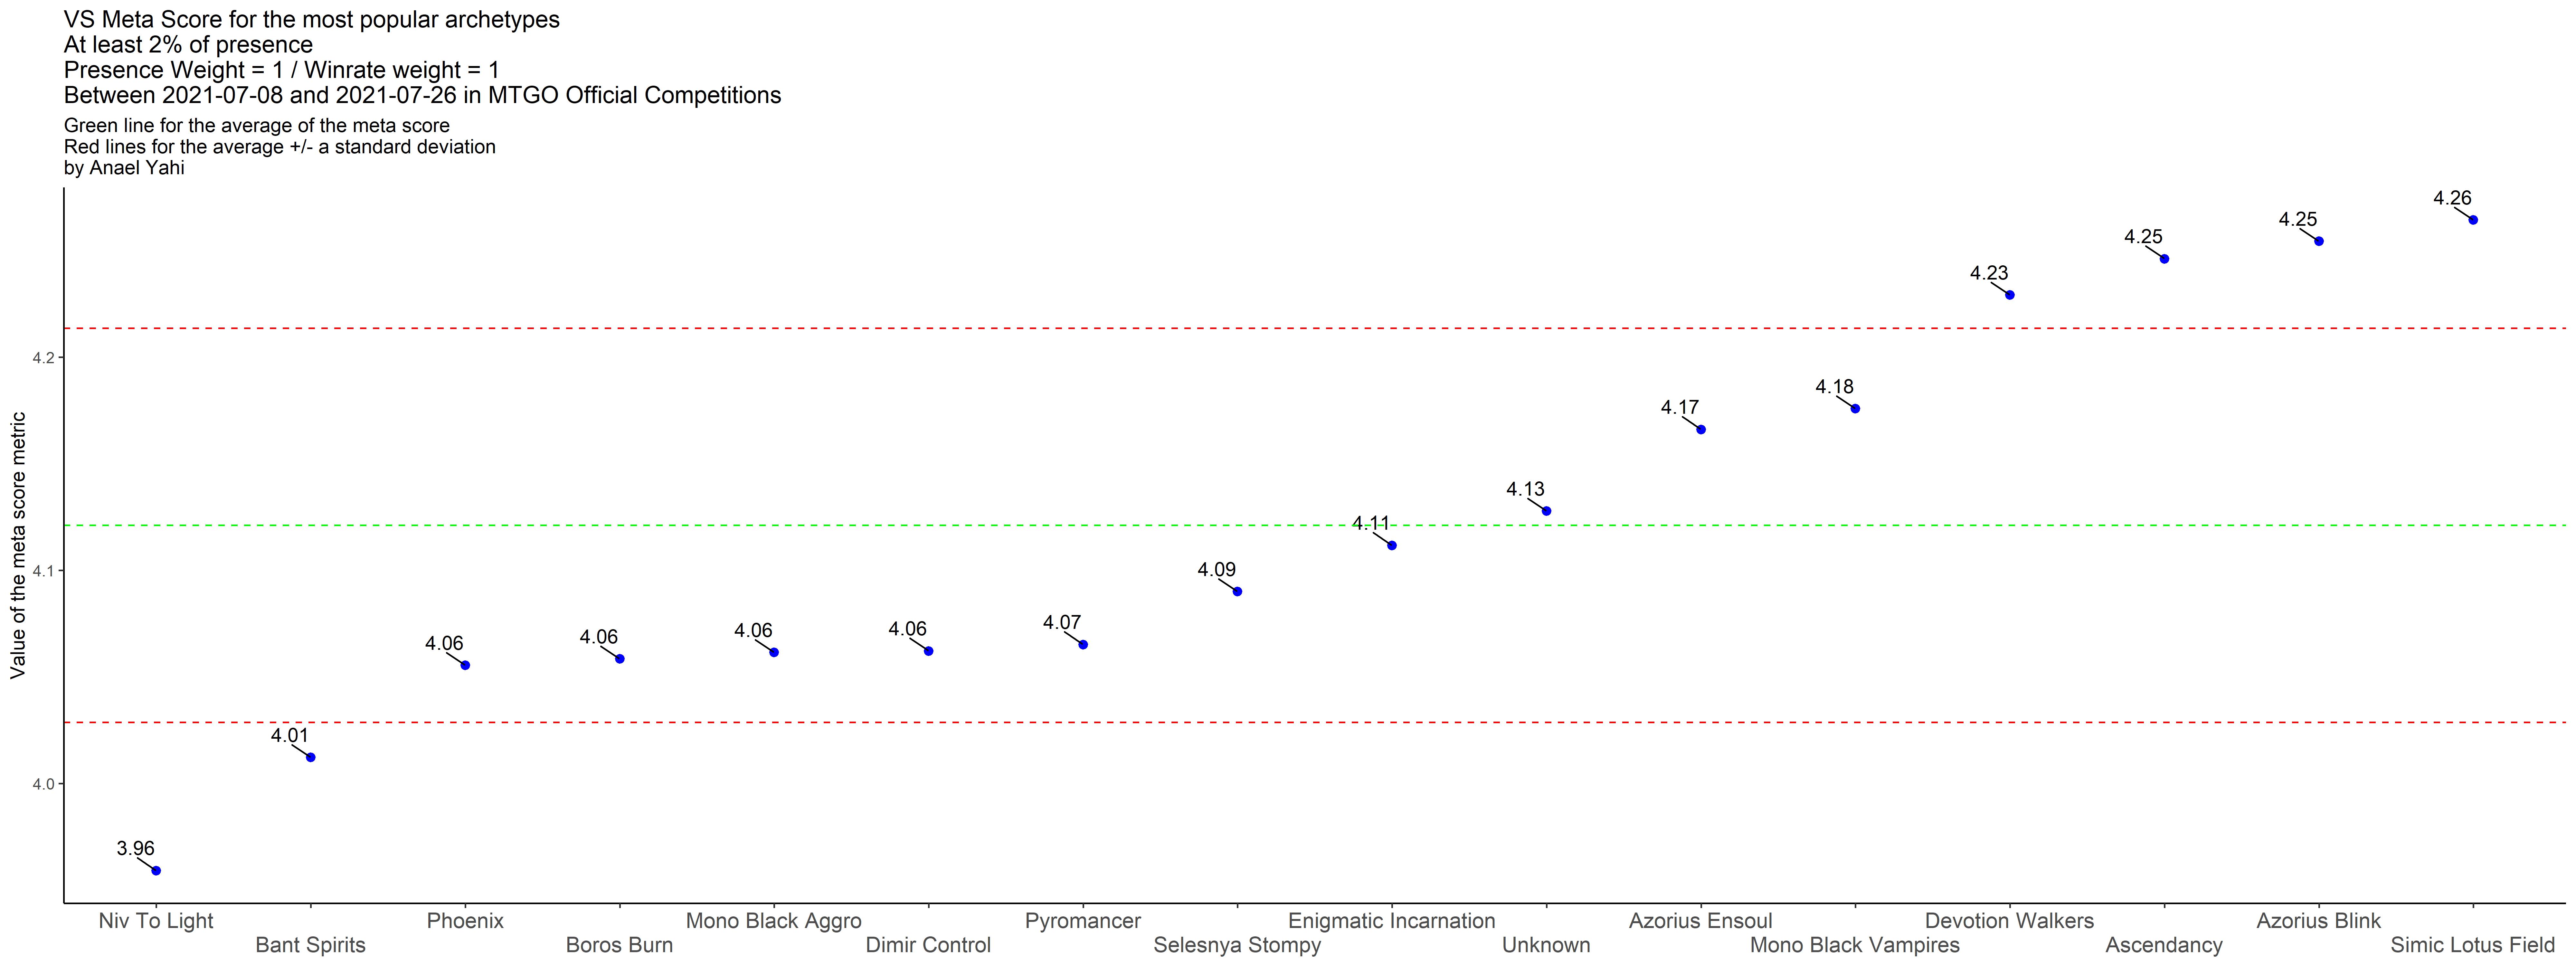 VS Meta Score for the most popular archetypes
At least 2% of presence
Presence Weight = 1 / Winrate weight = 1
Between 2021-07-08 and 2021-07-26 in MTGO Official Competitions
Green line for the average of the meta score
Red lines for the average +/- a standard deviation
by Anael Yahi
Value of the meta score metric
4.2
4.1
4.0
3.96
4.01
4.06
4.06
4.06
4.06
4.07
4.09
4.11
4.13
4.17
4.18
4.23
4.25
4.25
4.26
Niv To Light
Bant Spirits
Phoenix
Boros Burn
Mono Black Aggro
Dimir Control
Pyromancer
Selesnya Stompy
Enigmatic Incarnation
Unknown
Azorius Ensoul
Mono Black Vampires
Devotion Walkers
Ascendancy
Azorius Blink
Simic Lotus Field